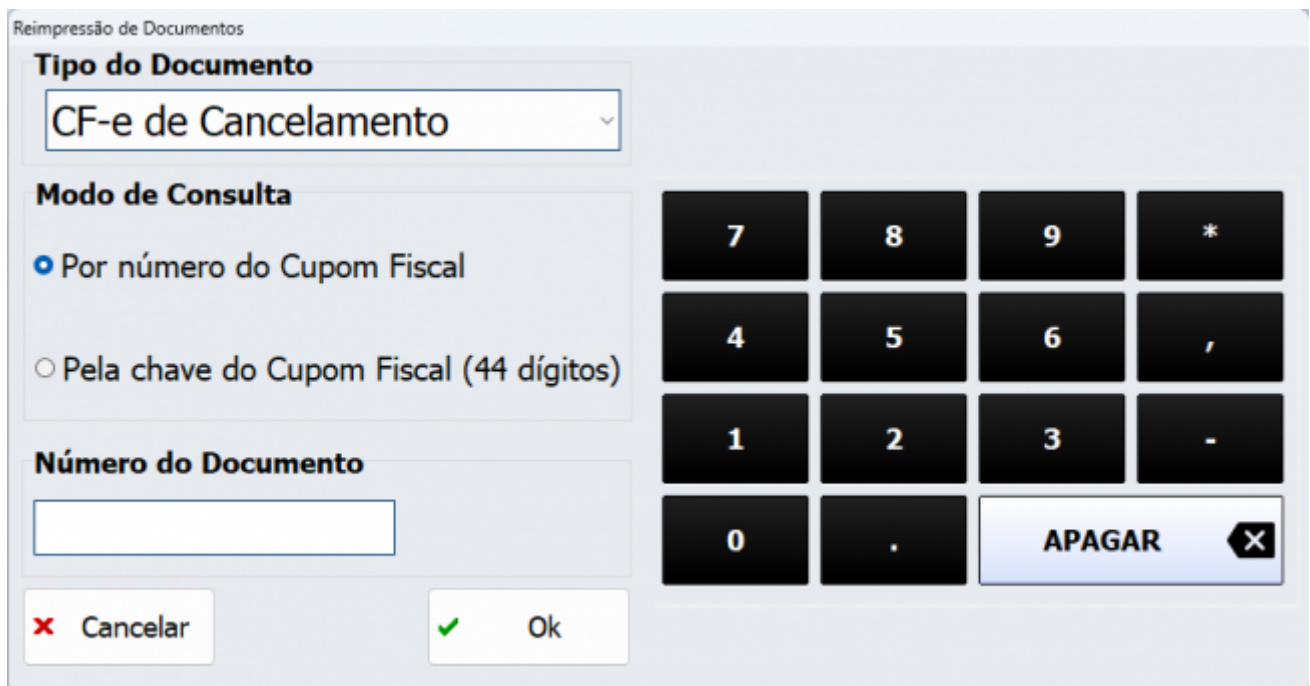 Reimpressão de Documentos
Tipo do Documento
CF-e de Cancelamento
Modo de Consulta
Por número do Cupom Fiscal
Pela chave do Cupom Fiscal (44 dígitos)
Número do Documento
Cancelar Ok
7 8 9 *
4 5 6 ,
1 2 3 -
0 . APAGAR